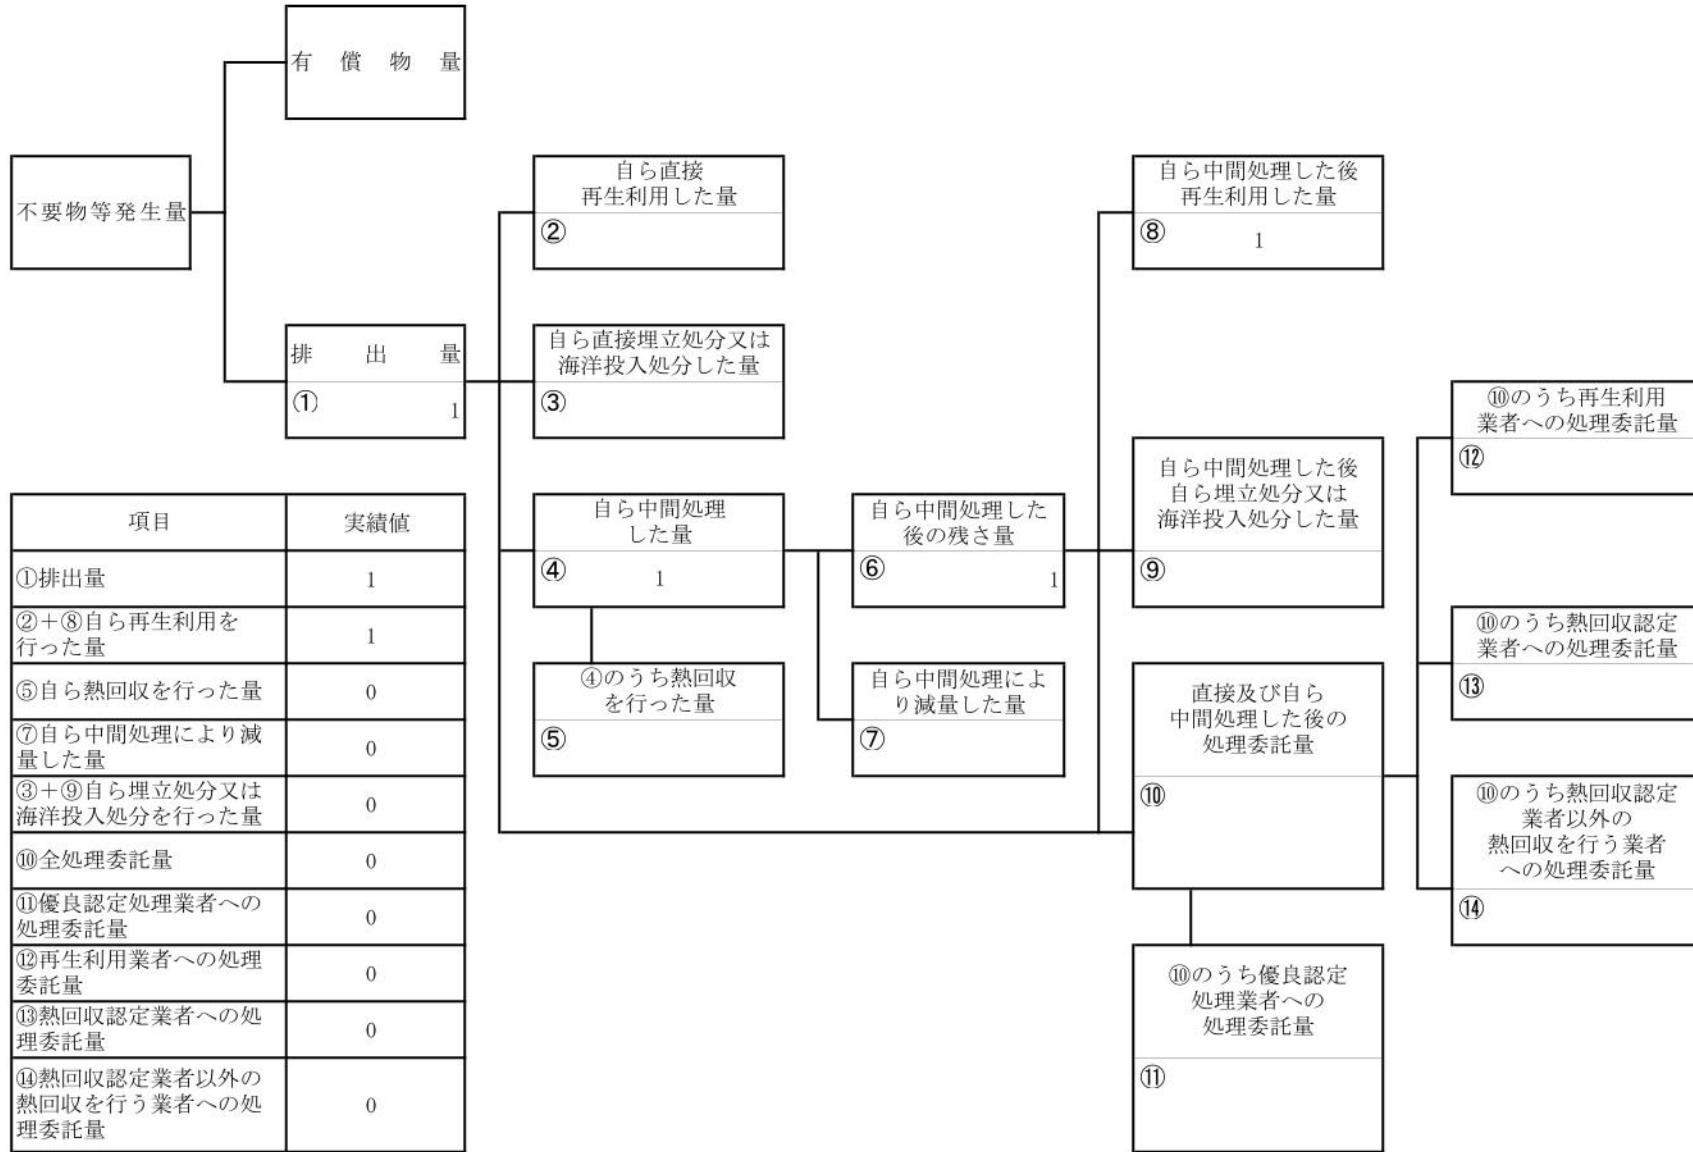 有償物量
不要物等発生量
排出量
①
1
自ら直接
再生利用した量
②
自ら直接埋立処分又は
海洋投入処分した量
③
自ら中間処理
した量
④
1
④のうち熱回収
を行った量
⑤
自ら中間処理した
後の残さ量
⑥
1
自ら中間処理によ
り減量した量
⑦
自ら中間処理した後
再生利用した量
⑧
1
自ら中間処理した後
自ら埋立処分又は
海洋投入処分した量
⑨
直接及び自ら
中間処理した後の
処理委託量
⑩
⑩のうち優良認定
処理業者への
処理委託量
⑪
⑩のうち再生利用
業者への処理委託量
⑫
⑩のうち熱回収認定
業者への処理委託量
⑬
⑩のうち熱回収認定
業者以外の
熱回収を行う業者
への処理委託量
⑭
項目 実績値
①排出量 1
②+⑧自ら再生利用を
行った量 1
⑤自ら熱回収を行った量 0
⑦自ら中間処理により減
量した量 0
③+⑨自ら埋立処分又は
海洋投入処分を行った量 0
⑩全処理委託量 0
⑪優良認定処理業者への
処理委託量 0
⑫再生利用業者への処理
委託量 0
⑬熱回収認定業者への処
理委託量 0
⑭熱回収認定業者以外の
熱回収を行う業者への処
理委託量 0